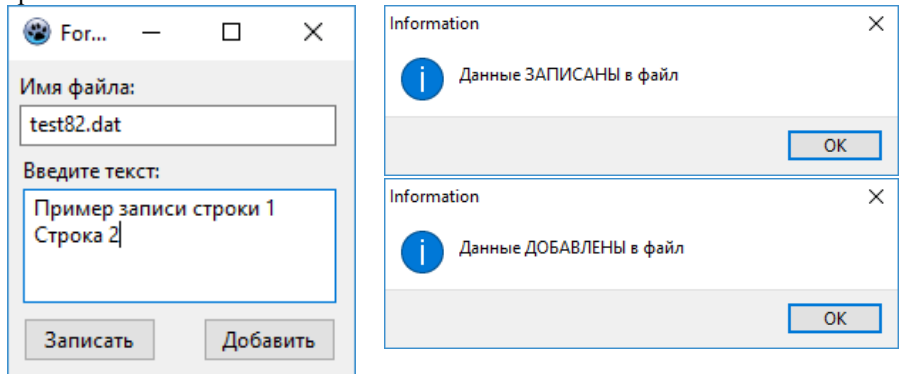 For...
Имя файла:
test82.dat
Введите текст:
Пример записи строки 1
Строка 2
Записать
Добавить
Information
Данные ЗАПИСАНЫ в файл
OK
Information
Данные ДОБАВЛЕНЫ в файл
OK